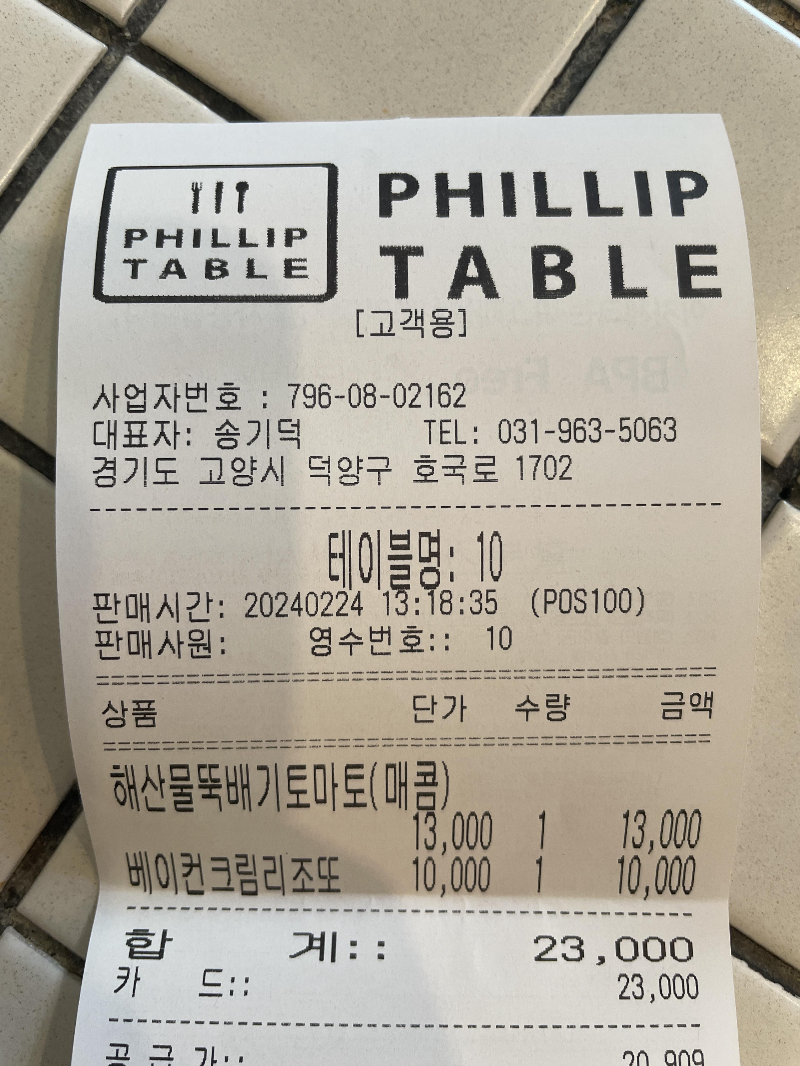 PHILLIP
TABLE
PHILLIP
TABLE
[고객용]
사업자번호 : 796-08-02162
대표자: 송기덕 TEL: 031-963-5063
경기도 고양시 덕양구 호국로 1702
테이블명: 10
판매시간: 20240224 13:18:35 (POS100)
판매사원: 영수번호:: 10
상품 단가 수량 금액
해산물뚝배기토마토(매콤)
13,000 1 13,000
베이컨크림리조또 10,000 1 10,000
합 계:: 23,000
카 드:: 23,000
공 급 가:: 20,909